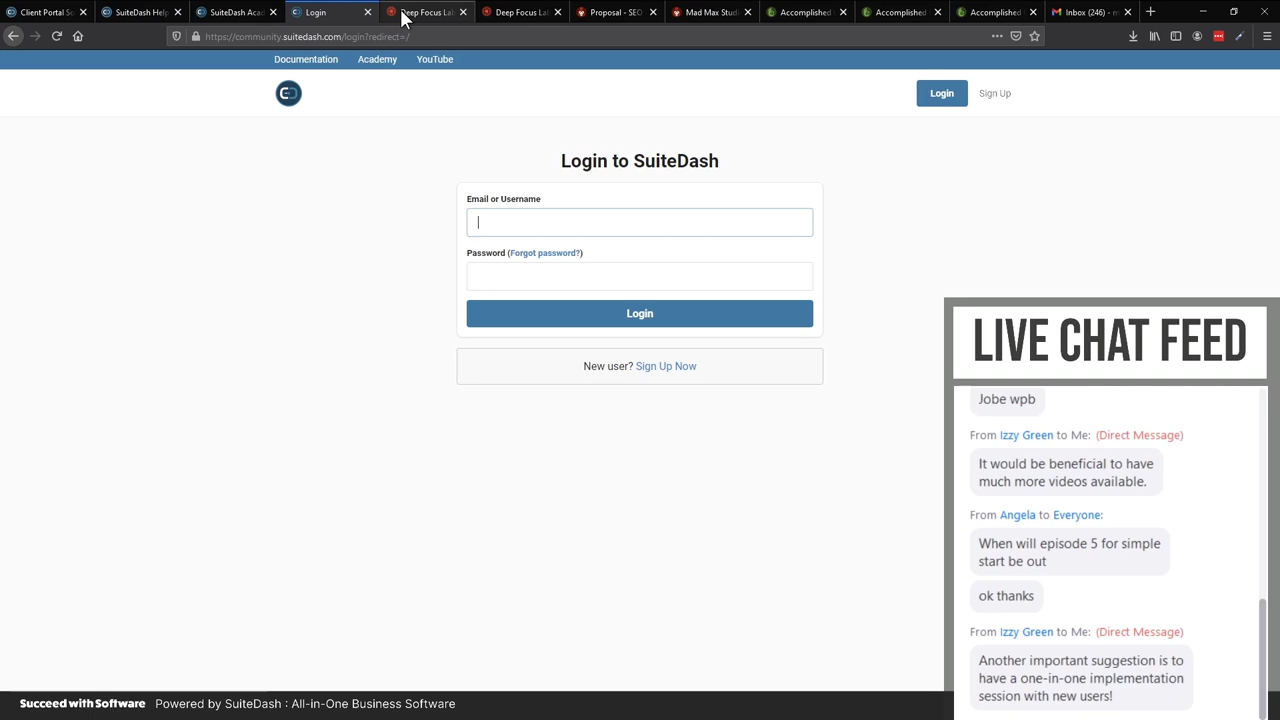 Client Portal So
SuiteDash Help
SuiteDash Acad
Login
Deep Focus Lab
Deep Focus Lab
Proposal - SEO
Mad Max Studi
Accomplished
Accomplished
Accomplished
Inbox (246) - m
https://community.suitedash.com/login?redirect=/
Documentation Academy YouTube
Login Sign Up
Login to SuiteDash
Email or Username
Password (Forgot password?)
Login
New user? Sign Up Now
LIVE CHAT FEED
Jobe wpb
From Izzy Green to Me: (Direct Message)
It would be beneficial to have
much more videos available.
From Angela to Everyone:
When will episode 5 for simple
start be out
ok thanks
From Izzy Green to Me: (Direct Message)
Another important suggestion is to
have a one-in-one implementation
session with new users!
Succeed with Software Powered by SuiteDash : All-in-One Business Software